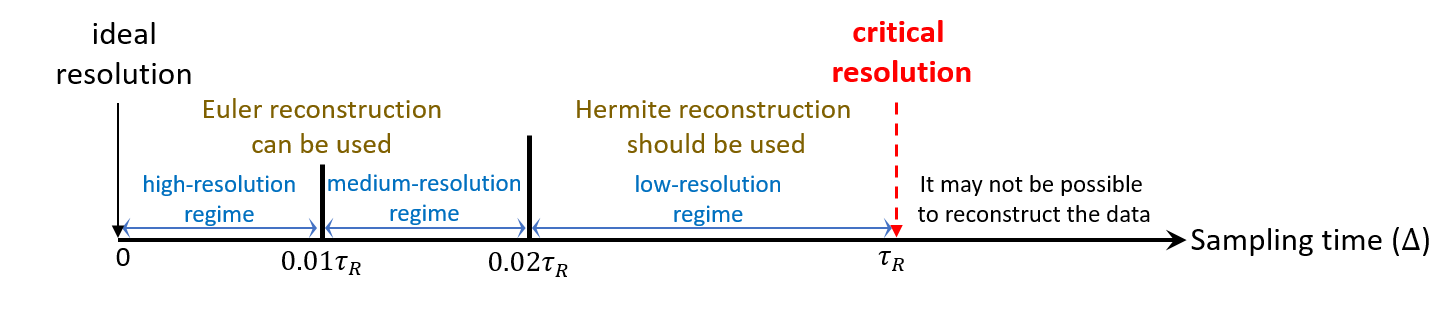 ideal
resolution
critical
resolution
Euler reconstruction
can be used
Hermite reconstruction
should be used
high-resolution
regime
medium-resolution
regime
low-resolution
regime
It may not be possible
to reconstruct the data
Sampling time (Δ)
0
0.01τ_R
0.02τ_R
τ_R